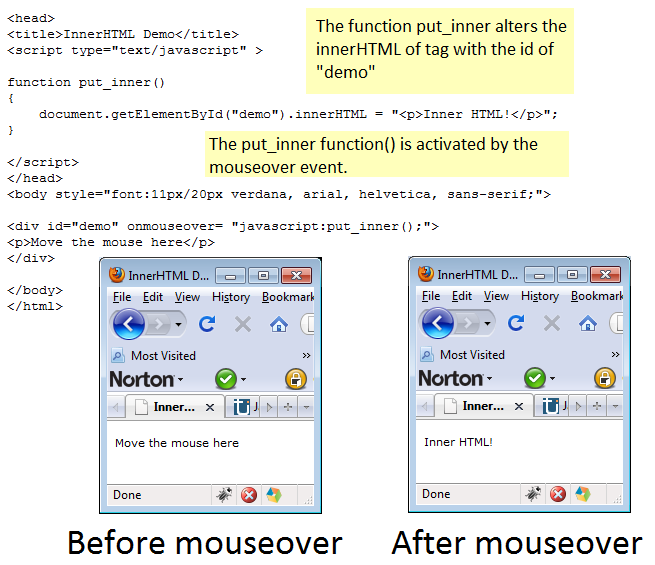 <head>
<title>InnerHTML Demo</title>
<script type="text/javascript" >
The function put_inner alters the
innerHTML of tag with the id of
"demo"
function put_inner()
{
document.getElementById("demo").innerHTML = "<p>Inner HTML!</p>";
}
The put_inner function() is activated by the
mouseover event.
</script>
</head>
<body style="font:11px/20px verdana, arial, helvetica, sans-serif;">
<div id="demo" onmouseover= "javascript:put_inner();">
<p>Move the mouse here</p>
</div>
</body>
</html>
InnerHTML D...
File Edit View History Bookmark
Most Visited »
Norton
Inner...
Move the mouse here
Done
Before mouseover
InnerHTML D...
File Edit View History Bookmark
Most Visited »
Norton
Inner...
Inner HTML!
Done
After mouseover